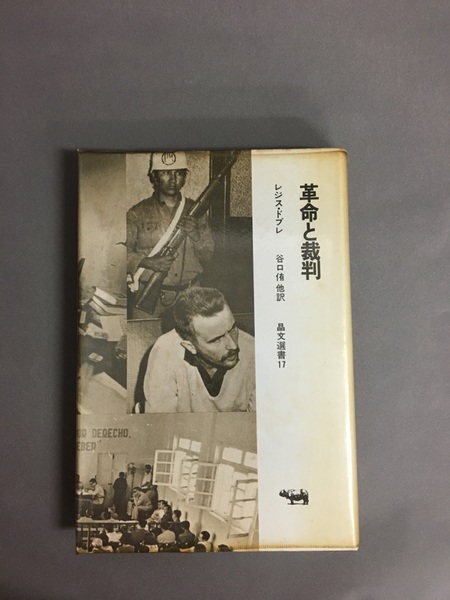 革命と裁判
レジス・ドブレ
谷口侑他訳
晶文選書17
OR DERECHO,
EBER"